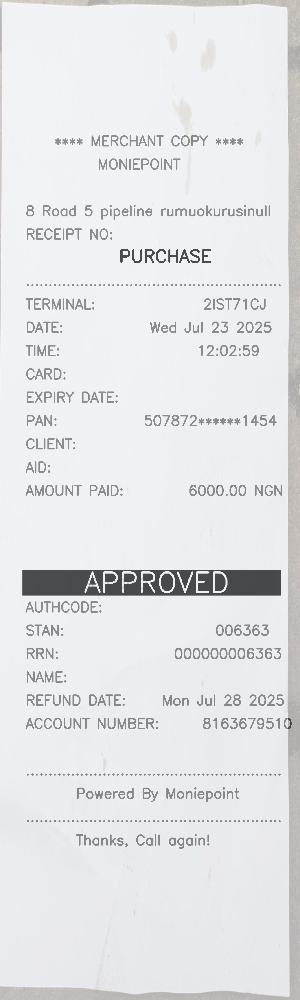 **** MERCHANT COPY ****
MONIEPOINT
8 Road 5 pipeline rumuokurusinull
RECEIPT NO:
PURCHASE
TERMINAL: 2IST71CJ
DATE: Wed Jul 23 2025
TIME: 12:02:59
CARD:
EXPIRY DATE:
PAN: 507872******1454
CLIENT:
AID:
AMOUNT PAID: 6000.00 NGN
APPROVED
AUTHCODE:
STAN: 006363
RRN: 000000006363
NAME:
REFUND DATE: Mon Jul 28 2025
ACCOUNT NUMBER: 8163679510
Powered By Moniepoint
Thanks, Call again!